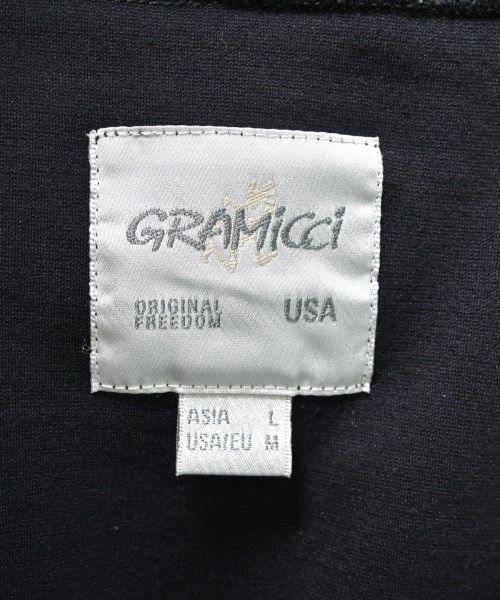 GRAMiCCi
ORIGINAL FREEDOM USA
ASIA L
USA/EU M